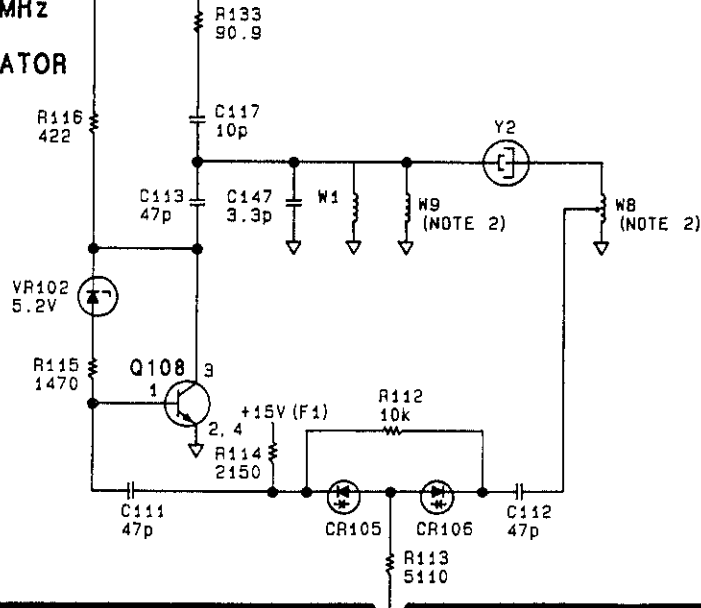 MHz
ATOR
R133
90.9
R116
422
C117
10p
Y2
C113
47p
C147
3.3p
W1
W9
(NOTE 2)
W8
(NOTE 2)
VR102
5.2V
R115
1470
Q108
3
1
2,4
+15V(F1)
R114
2150
R112
10k
C111
47p
CR105
CR106
C112
47p
R113
5110